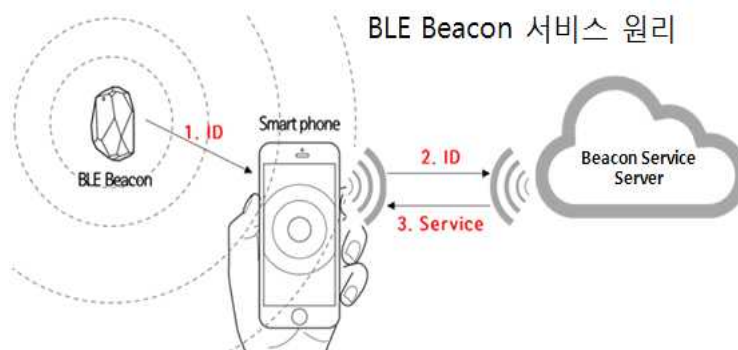 BLE Beacon 서비스 원리
1. ID
Smart phone
BLE Beacon
2. ID
3. Service
Beacon Service
Server